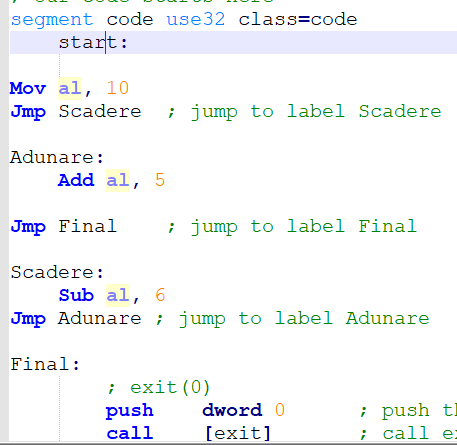 ; our code starts here
segment code use32 class=code
start:
Mov al, 10
Jmp Scadere ; jump to label Scadere
Adunare:
Add al, 5
Jmp Final ; jump to label Final
Scadere:
Sub al, 6
Jmp Adunare ; jump to label Adunare
Final:
; exit(0)
push dword 0 ; push
call [exit] ; call